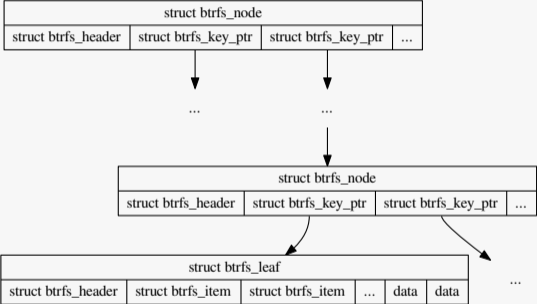 struct btrfs_node
struct btrfs_header struct btrfs_key_ptr struct btrfs_key_ptr ...
... ...
struct btrfs_node
struct btrfs_header struct btrfs_key_ptr struct btrfs_key_ptr ...
struct btrfs_leaf
...
struct btrfs_header struct btrfs_item struct btrfs_item ... data data